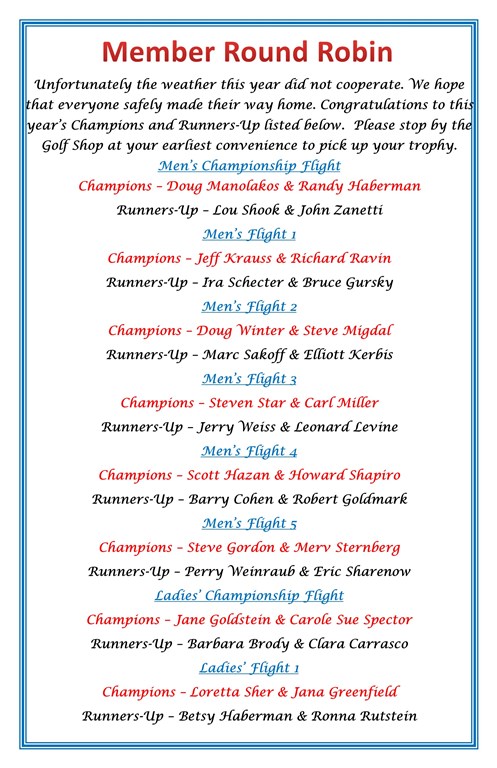 Member Round Robin
Unfortunately the weather this year did not cooperate. We hope
that everyone safely made their way home. Congratulations to this
year's Champions and Runners-Up listed below. Please stop by the
Golf Shop at your earliest convenience to pick up your trophy.
Men's Championship Flight
Champions – Doug Manolakos & Randy Haberman
Runners-Up – Lou Shook & John Zanetti
Men's Flight 1
Champions – Jeff Krauss & Richard Ravin
Runners-Up – Ira Schecter & Bruce Gursky
Men's Flight 2
Champions – Doug Winter & Steve Migdal
Runners-Up – Marc Sakoff & Elliott Kerbis
Men's Flight 3
Champions – Steven Star & Carl Miller
Runners-Up – Jerry Weiss & Leonard Levine
Men's Flight 4
Champions – Scott Hazan & Howard Shapiro
Runners-Up – Barry Cohen & Robert Goldmark
Men's Flight 5
Champions – Steve Gordon & Merv Sternberg
Runners-Up – Perry Weinraub & Eric Sharenow
Ladies' Championship Flight
Champions – Jane Goldstein & Carole Sue Spector
Runners-Up – Barbara Brody & Clara Carrasco
Ladies' Flight 1
Champions – Loretta Sher & Jana Greenfield
Runners-Up – Betsy Haberman & Ronna Rutstein